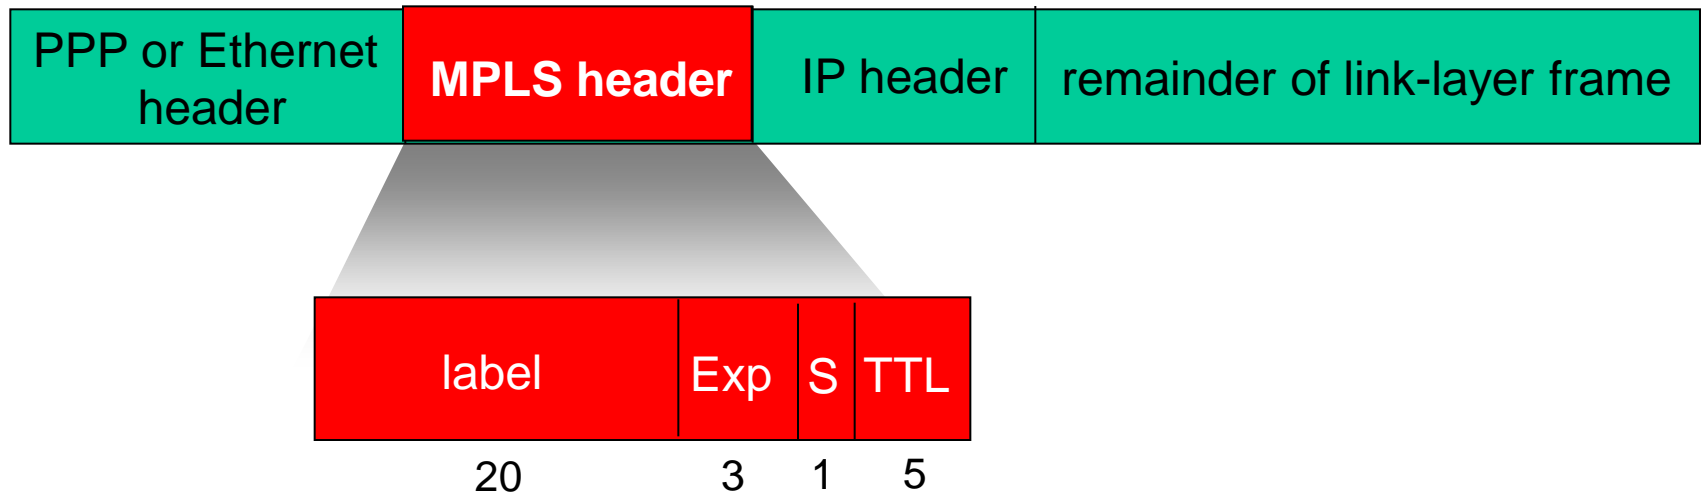 PPP or Ethernet
header
MPLS header
IP header
remainder of link-layer frame
label
Exp
S
TTL
20
3
1
5